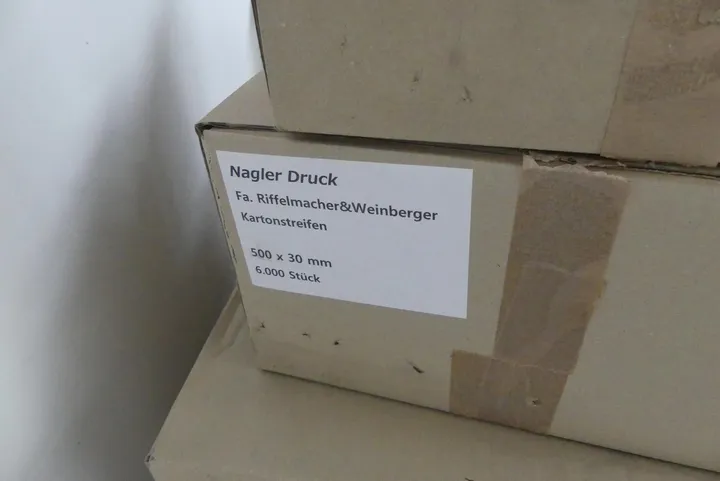 Nagler Druck
Fa. Riffelmacher&Weinberger
Kartonstreifen
500 x 30 mm
6.000 Stück